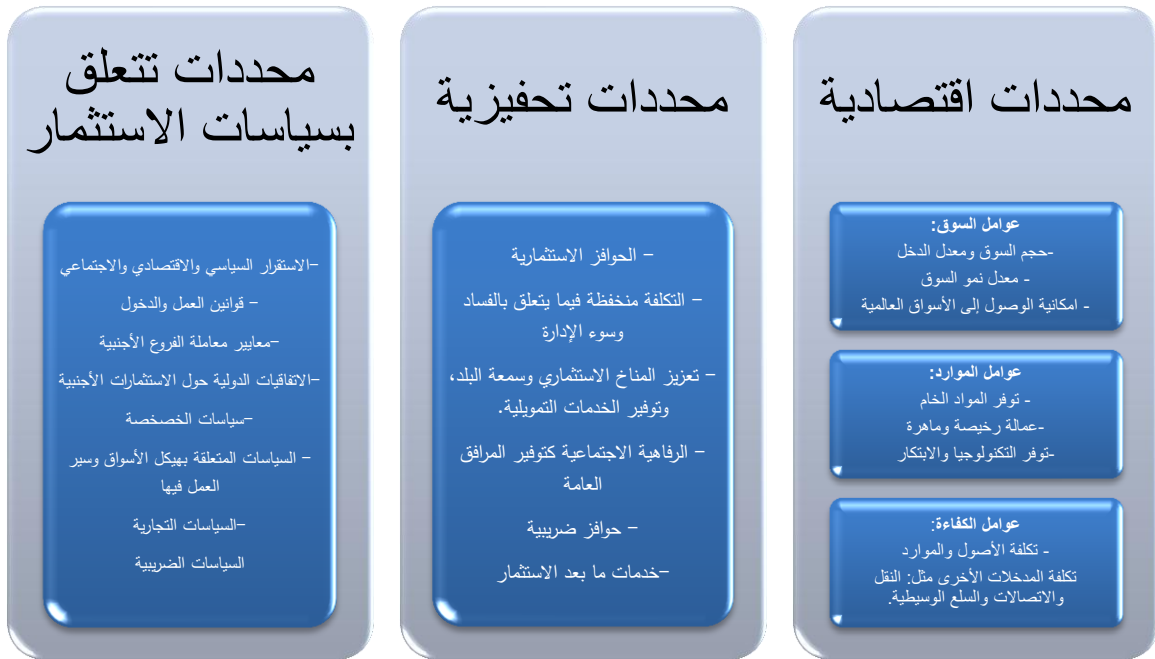 محددات اقتصادية
عوامل السوق:
-حجم السوق ومعدل الدخل
- معدل نمو السوق
- امكانية الوصول إلى الأسواق العالمية
عوامل الموارد:
- توفر المواد الخام
-عمالة رخيصة وماهرة
-توفر التكنولوجيا والابتكار
عوامل الكفاءة:
- تكلفة الأصول والموارد
تكلفة المدخلات الأخرى مثل: النقل
والاتصالات والسلع الوسيطية.
محددات تحفيزية
– الحوافز الاستثمارية
– التكلفة منخفظة فيما يتعلق بالفساد
وسوء الإدارة
– تعزيز المناخ الاستثماري وسمعة البلد،
وتوفير الخدمات التمويلية.
– الرفاهية الاجتماعية كتوفير المرافق
العامة
– حوافز ضريبية
–خدمات ما بعد الاستثمار
محددات تتعلق
بسياسات الاستثمار
–الاستقرار السياسي والاقتصادي والاجتماعي
– قوانين العمل والدخول
–معايير معاملة الفروع الأجنبية
–الاتفاقيات الدولية حول الاستثمارات الأجنبية
–سياسات الخصخصة
– السياسات المتعلقة بهيكل الأسواق وسير
العمل فيها
–السياسات التجارية
السياسات الضريبية